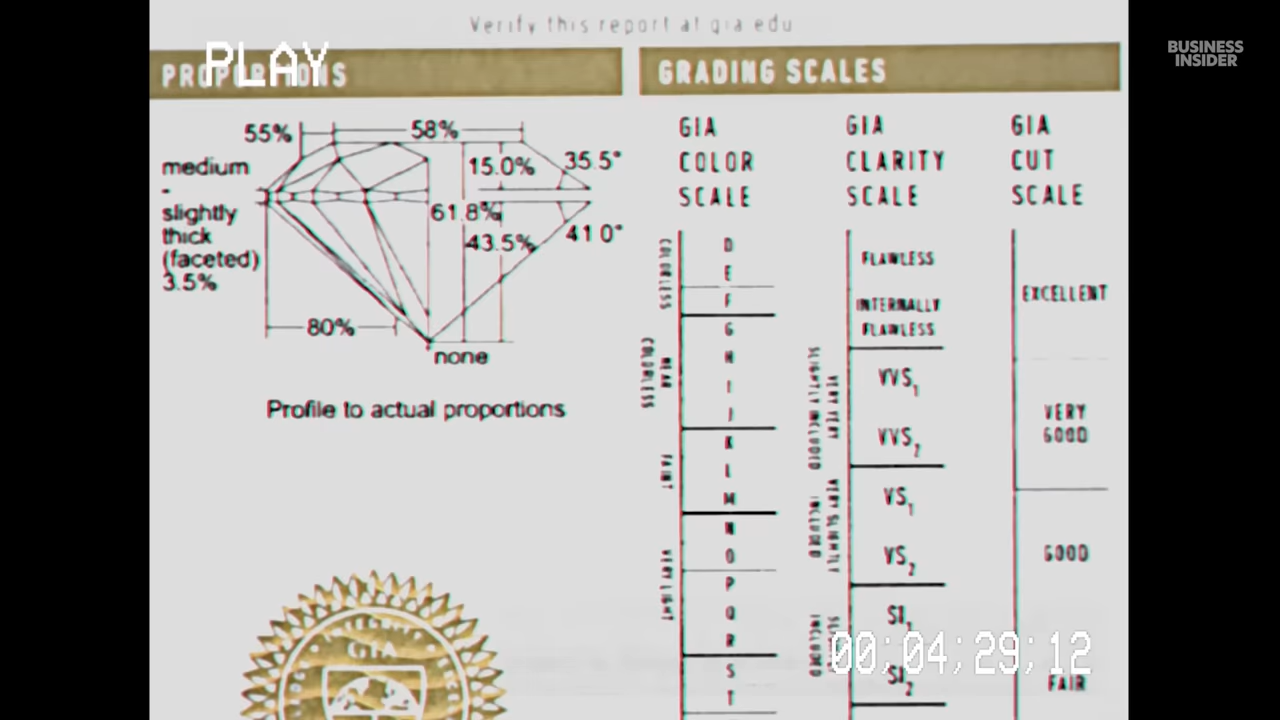 Verify this report at gia.edu
PLAY
BUSINESS
INSIDER
PROPORTIONS
55%
58%
medium
-
slightly
thick
(faceted)
3.5%
15.0%
35.5°
61.8%
43.5%
41.0°
80%
none
Profile to actual proportions
GIA
GRADING SCALES
GIA
COLOR
SCALE
COLORLESS
D
E
F
NEAR
COLORLESS
G
H
I
J
FAINT
K
L
M
VERY LIGHT
N
O
P
Q
R
S
T
GIA
CLARITY
SCALE
FLAWLESS
INTERNALLY
FLAWLESS
VERY VERY
SLIGHTLY INCLUDED
VVS1
VVS2
VERY SLIGHTLY
INCLUDED
VS1
VS2
INCLUDED
SI1
SI2
GIA
CUT
SCALE
EXCELLENT
VERY
GOOD
GOOD
FAIR
00:04;29;12